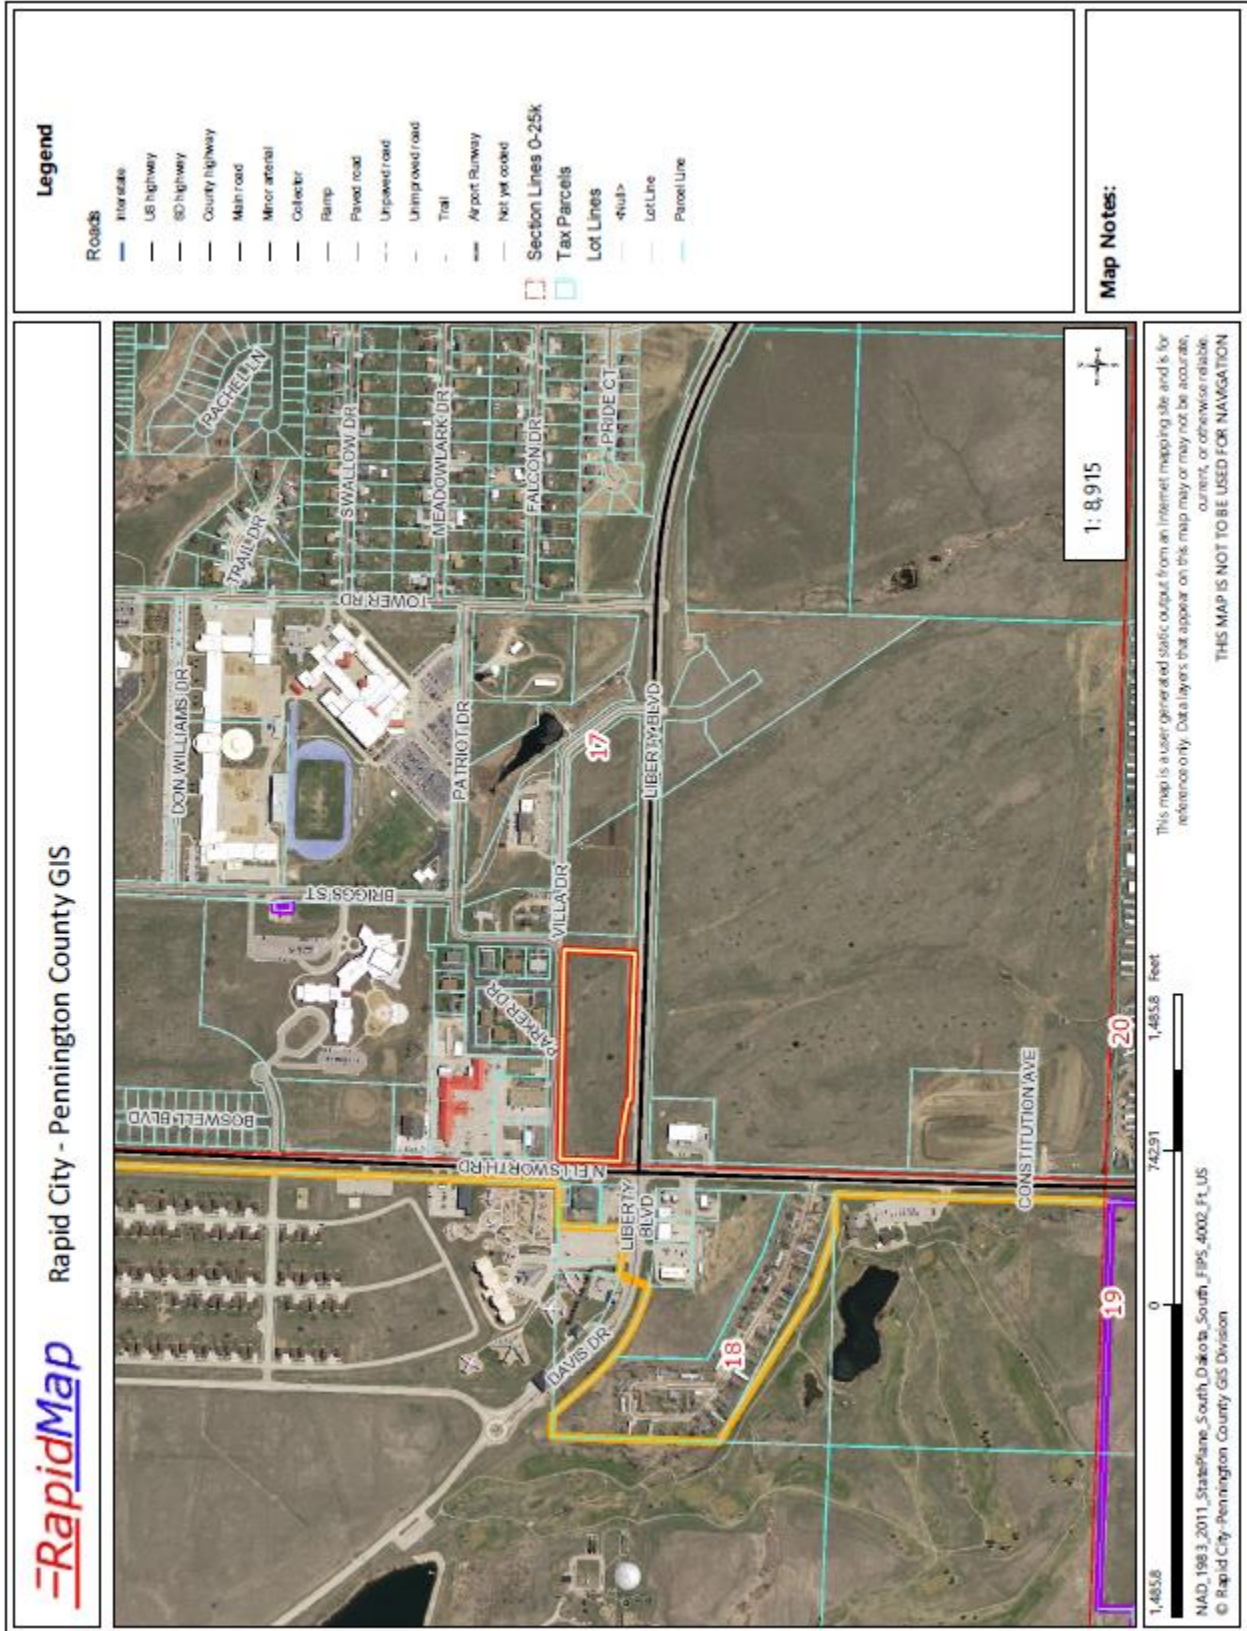 RapidMap
Rapid City - Pennington County GIS
Legend
Roads
Interstate
US highway
SD highway
County highway
Main road
Minor arterial
Collector
Ramp
Paved road
Unpaved road
Unimproved road
Trail
Airport Runway
Not yet coded
Section Lines 0-25k
Tax Parcels
Lot Lines
<Null>
Lot Line
Parcel Line
Map Notes:
BOSWELL BLVD
BRIGGS ST
DON WILLIAMS DR
TRAIL DR
RACHEL LN
SWALLOW DR
TOWER RD
MEADOWLARK DR
N ELLSWORTH RD
PATRIOT DR
FALCON DR
PARKER DR
VILLA DR
PRIDE CT
17
DAVIS DR
LIBERTY
BLVD
LIBERTY BLVD
18
CONSTITUTION AVE
19
20
1: 8,915
1,485.8
0
742.91
1,485.8 Feet
NAD_1983_2011_StatePlane_South_Dakota_South_FIPS_4002_Ft_US
© Rapid City-Pennington County GIS Division
This map is a user generated static output from an Internet mapping site and is for
reference only. Data layers that appear on this map may or may not be accurate,
current, or otherwise reliable.
THIS MAP IS NOT TO BE USED FOR NAVIGATION